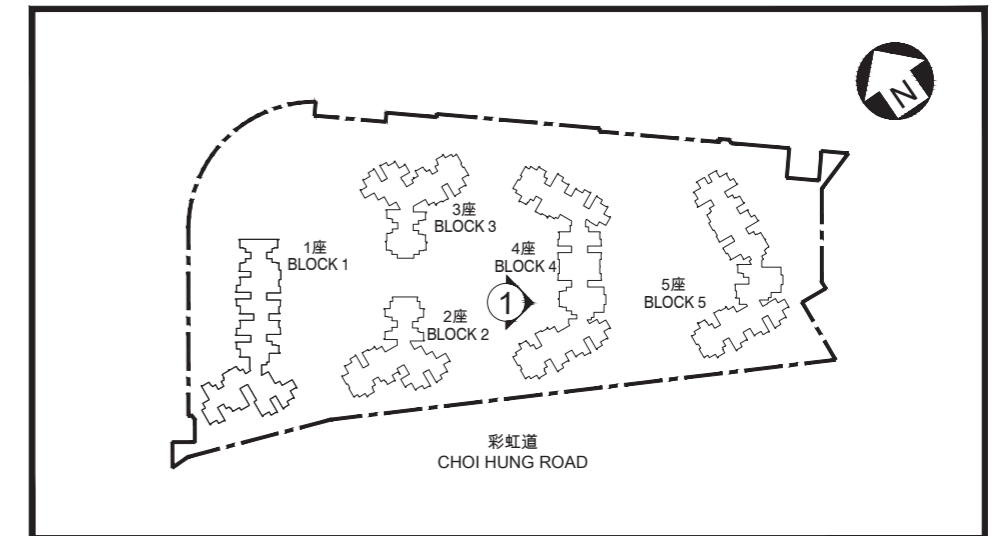 N
3座
BLOCK 3
1座
BLOCK 1
4座
BLOCK 4
5座
BLOCK 5
1
2座
BLOCK 2
彩虹道
CHOI HUNG ROAD